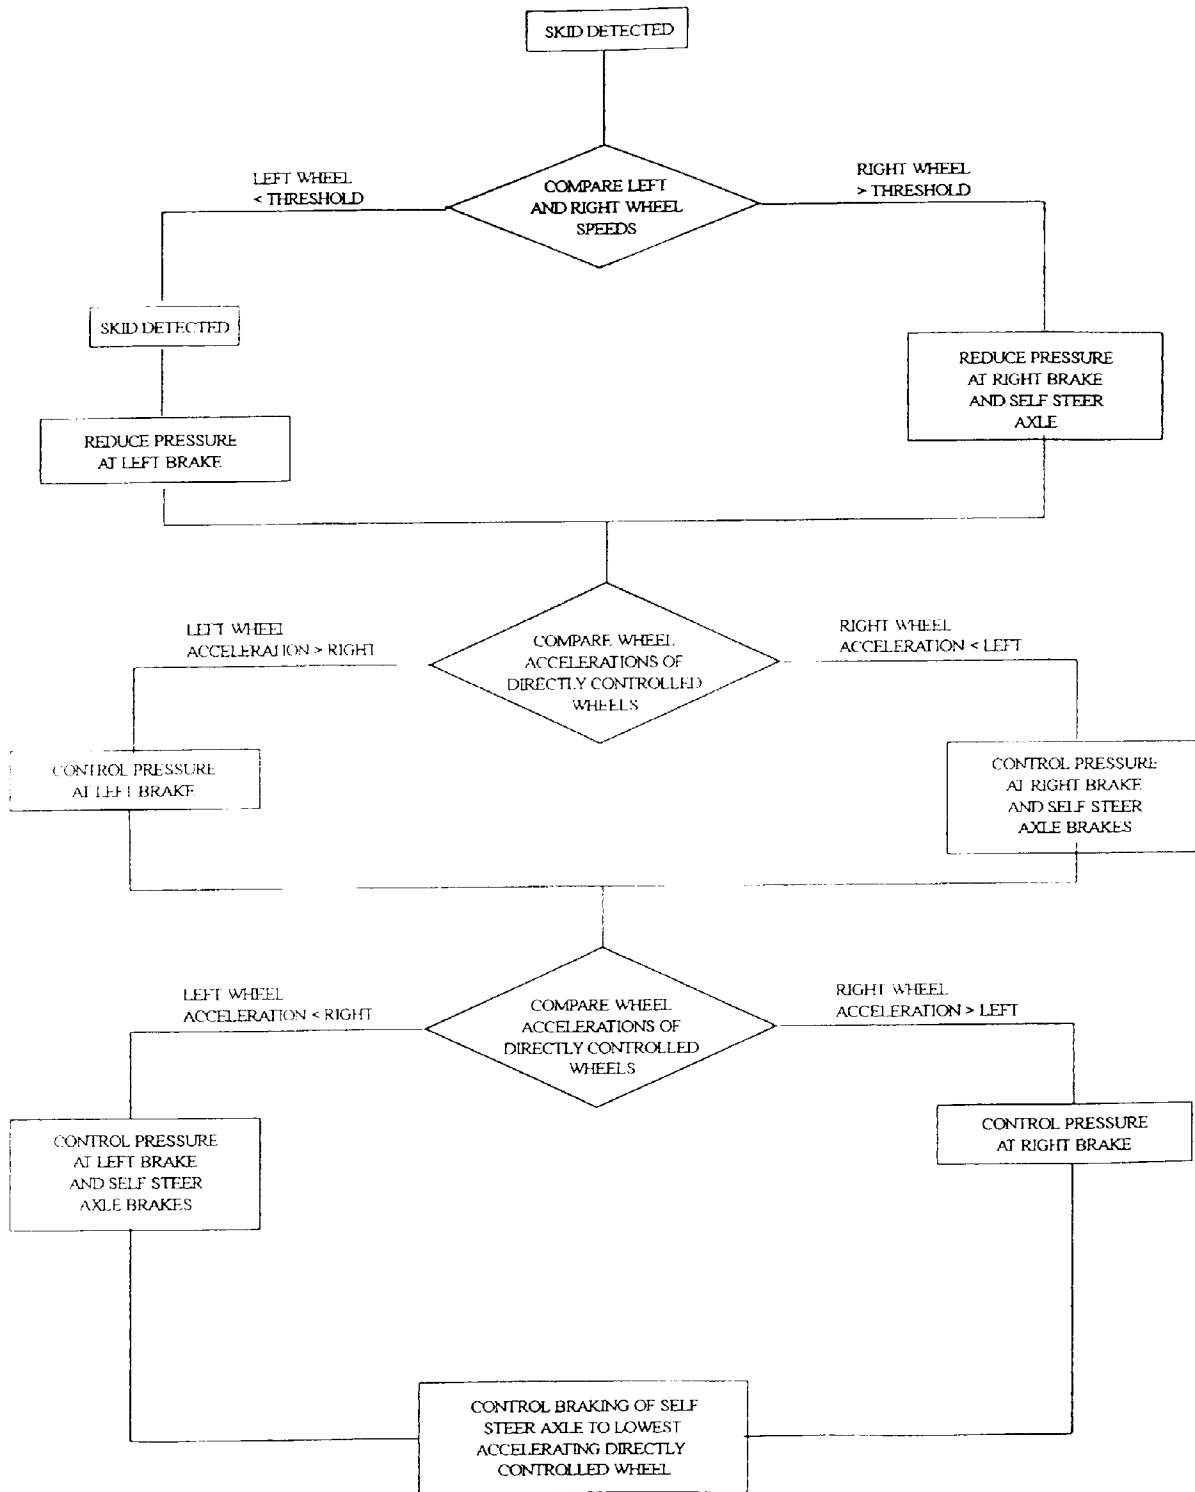 SKID DETECTED
LEFT WHEEL
< THRESHOLD
COMPARE LEFT
AND RIGHT WHEEL
SPEEDS
RIGHT WHEEL
> THRESHOLD
SKID DETECTED
REDUCE PRESSURE
AT LEFT BRAKE
REDUCE PRESSURE
AT RIGHT BRAKE
AND SELF STEER
AXLE
LEFT WHEEL
ACCELERATION > RIGHT
COMPARE WHEEL
ACCELERATIONS OF
DIRECTLY CONTROLLED
WHEELS
RIGHT WHEEL
ACCELERATION < LEFT
CONTROL PRESSURE
AT LEFT BRAKE
CONTROL PRESSURE
AT RIGHT BRAKE
AND SELF STEER
AXLE BRAKES
LEFT WHEEL
ACCELERATION < RIGHT
COMPARE WHEEL
ACCELERATIONS OF
DIRECTLY CONTROLLED
WHEELS
RIGHT WHEEL
ACCELERATION > LEFT
CONTROL PRESSURE
AT LEFT BRAKE
AND SELF STEER
AXLE BRAKES
CONTROL PRESSURE
AT RIGHT BRAKE
CONTROL BRAKING OF SELF
STEER AXLE TO LOWEST
ACCELERATING DIRECTLY
CONTROLLED WHEEL